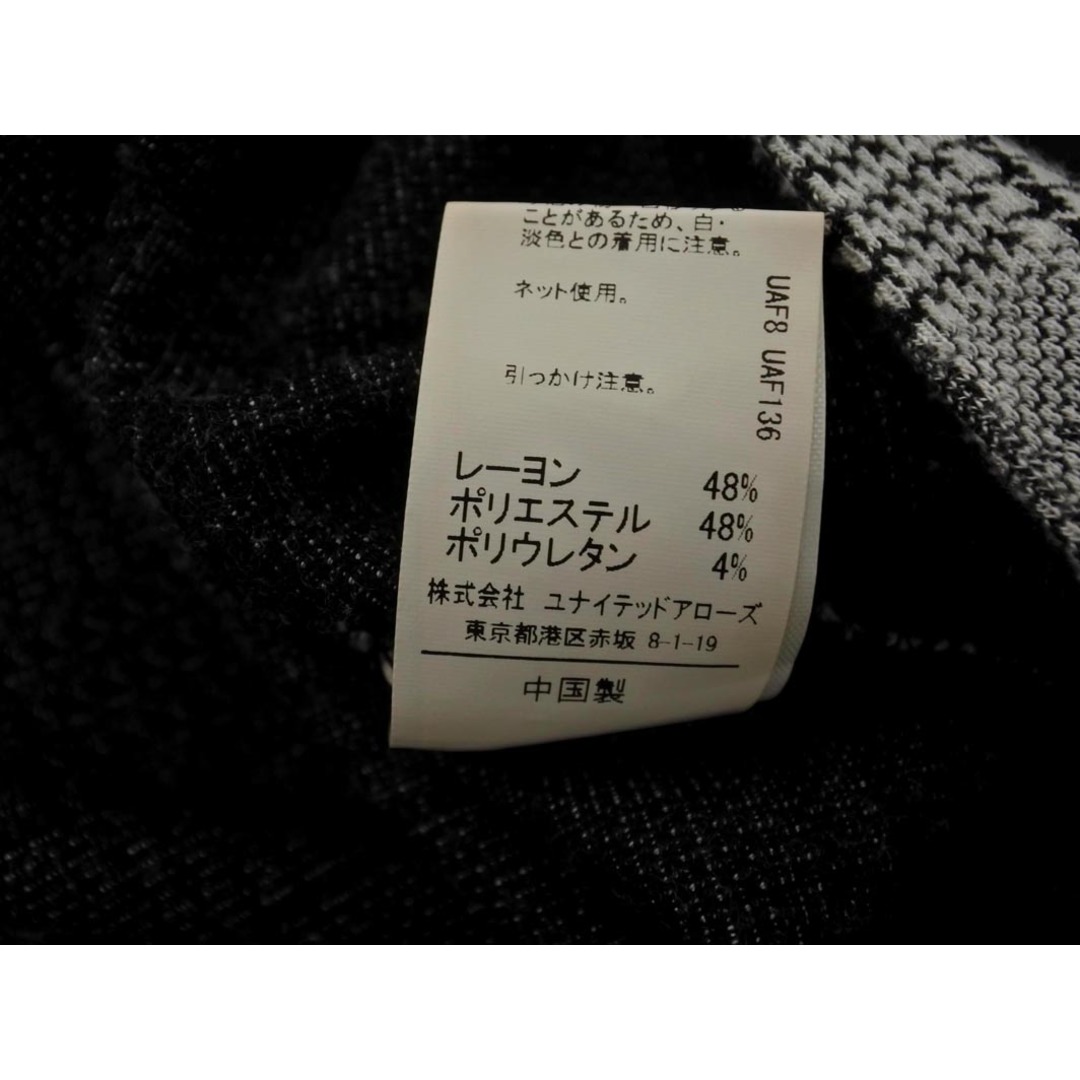 ことがあるため、白・
淡色との着用に注意。
ネット使用。
引っかけ注意。
UAF8 UAF136
レーヨン 48%
ポリエステル 48%
ポリウレタン 4%
株式会社 ユナイテッドアローズ
東京都港区赤坂 8-1-19
中国製